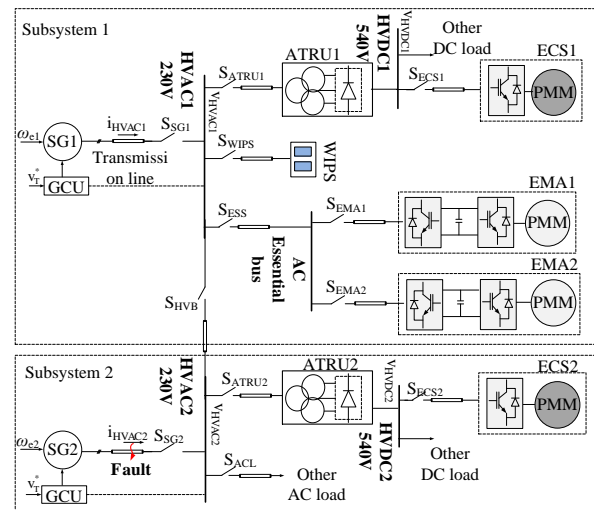 Subsystem 1
HVAC1
230V
VHVAC1
SATRU1
ATRU1
HVDC1
540V
VHVDC1
Other
DC load
SECS1
ECS1
PMM
ωe1
SG1
iHVAC1
SSG1
Transmissi
on line
vT*
GCU
SWIPS
WIPS
SESS
AC
Essential
bus
SEMA1
EMA1
PMM
SEMA2
EMA2
PMM
SHVB
Subsystem 2
HVAC2
230V
VHVAC2
SATRU2
ATRU2
VHVDC2
HVDC2
540V
SECS2
ECS2
PMM
Other
DC load
ωe2
SG2
iHVAC2
SSG2
Fault
vT*
GCU
SACL
Other
AC load